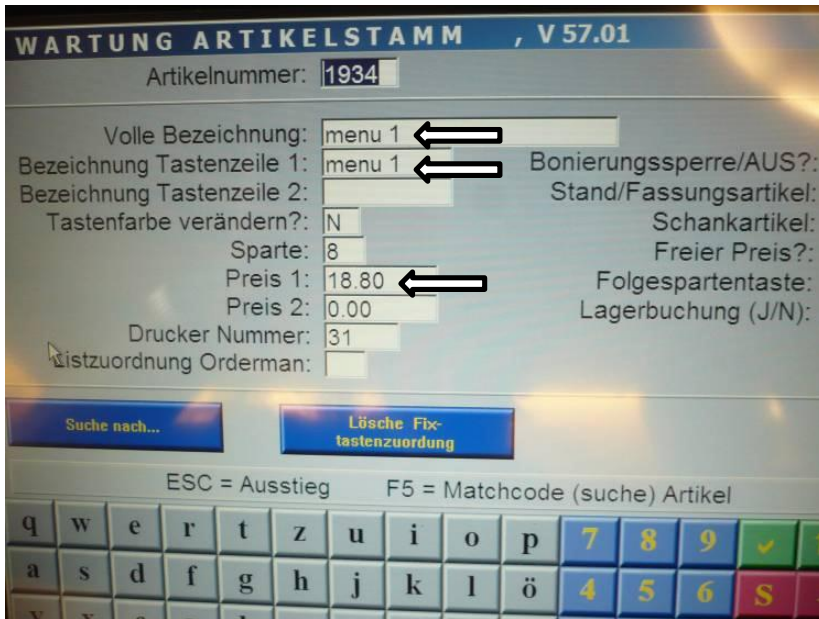 WARTUNG ARTIKELSTAMM , V 57.01
Artikelnummer: 1934
Volle Bezeichnung: menu 1
Bezeichnung Tastenzeile 1: menu 1 Bonierungssperre/AUS?:
Bezeichnung Tastenzeile 2: Stand/Fassungsartikel:
Tastenfarbe verändern?: N Schankartikel:
Sparte: 8 Freier Preis?:
Preis 1: 18.80 Folgespartentaste:
Preis 2: 0.00 Lagerbuchung (J/N):
Drucker Nummer: 31
Listzuordnung Orderman:
Suche nach... Lösche Fix-
tastenzuordung
ESC = Ausstieg F5 = Matchcode (suche) Artikel
q w e r t z u i o p 7 8 9
a s d f g h j k l ö 4 5 6 S